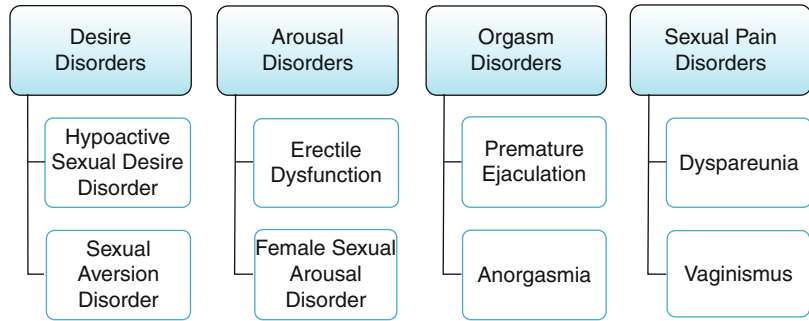 Desire
Disorders
Hypoactive
Sexual Desire
Disorder
Sexual
Aversion
Disorder
Arousal
Disorders
Erectile
Dysfunction
Female Sexual
Arousal
Disorder
Orgasm
Disorders
Premature
Ejaculation
Anorgasmia
Sexual Pain
Disorders
Dyspareunia
Vaginismus